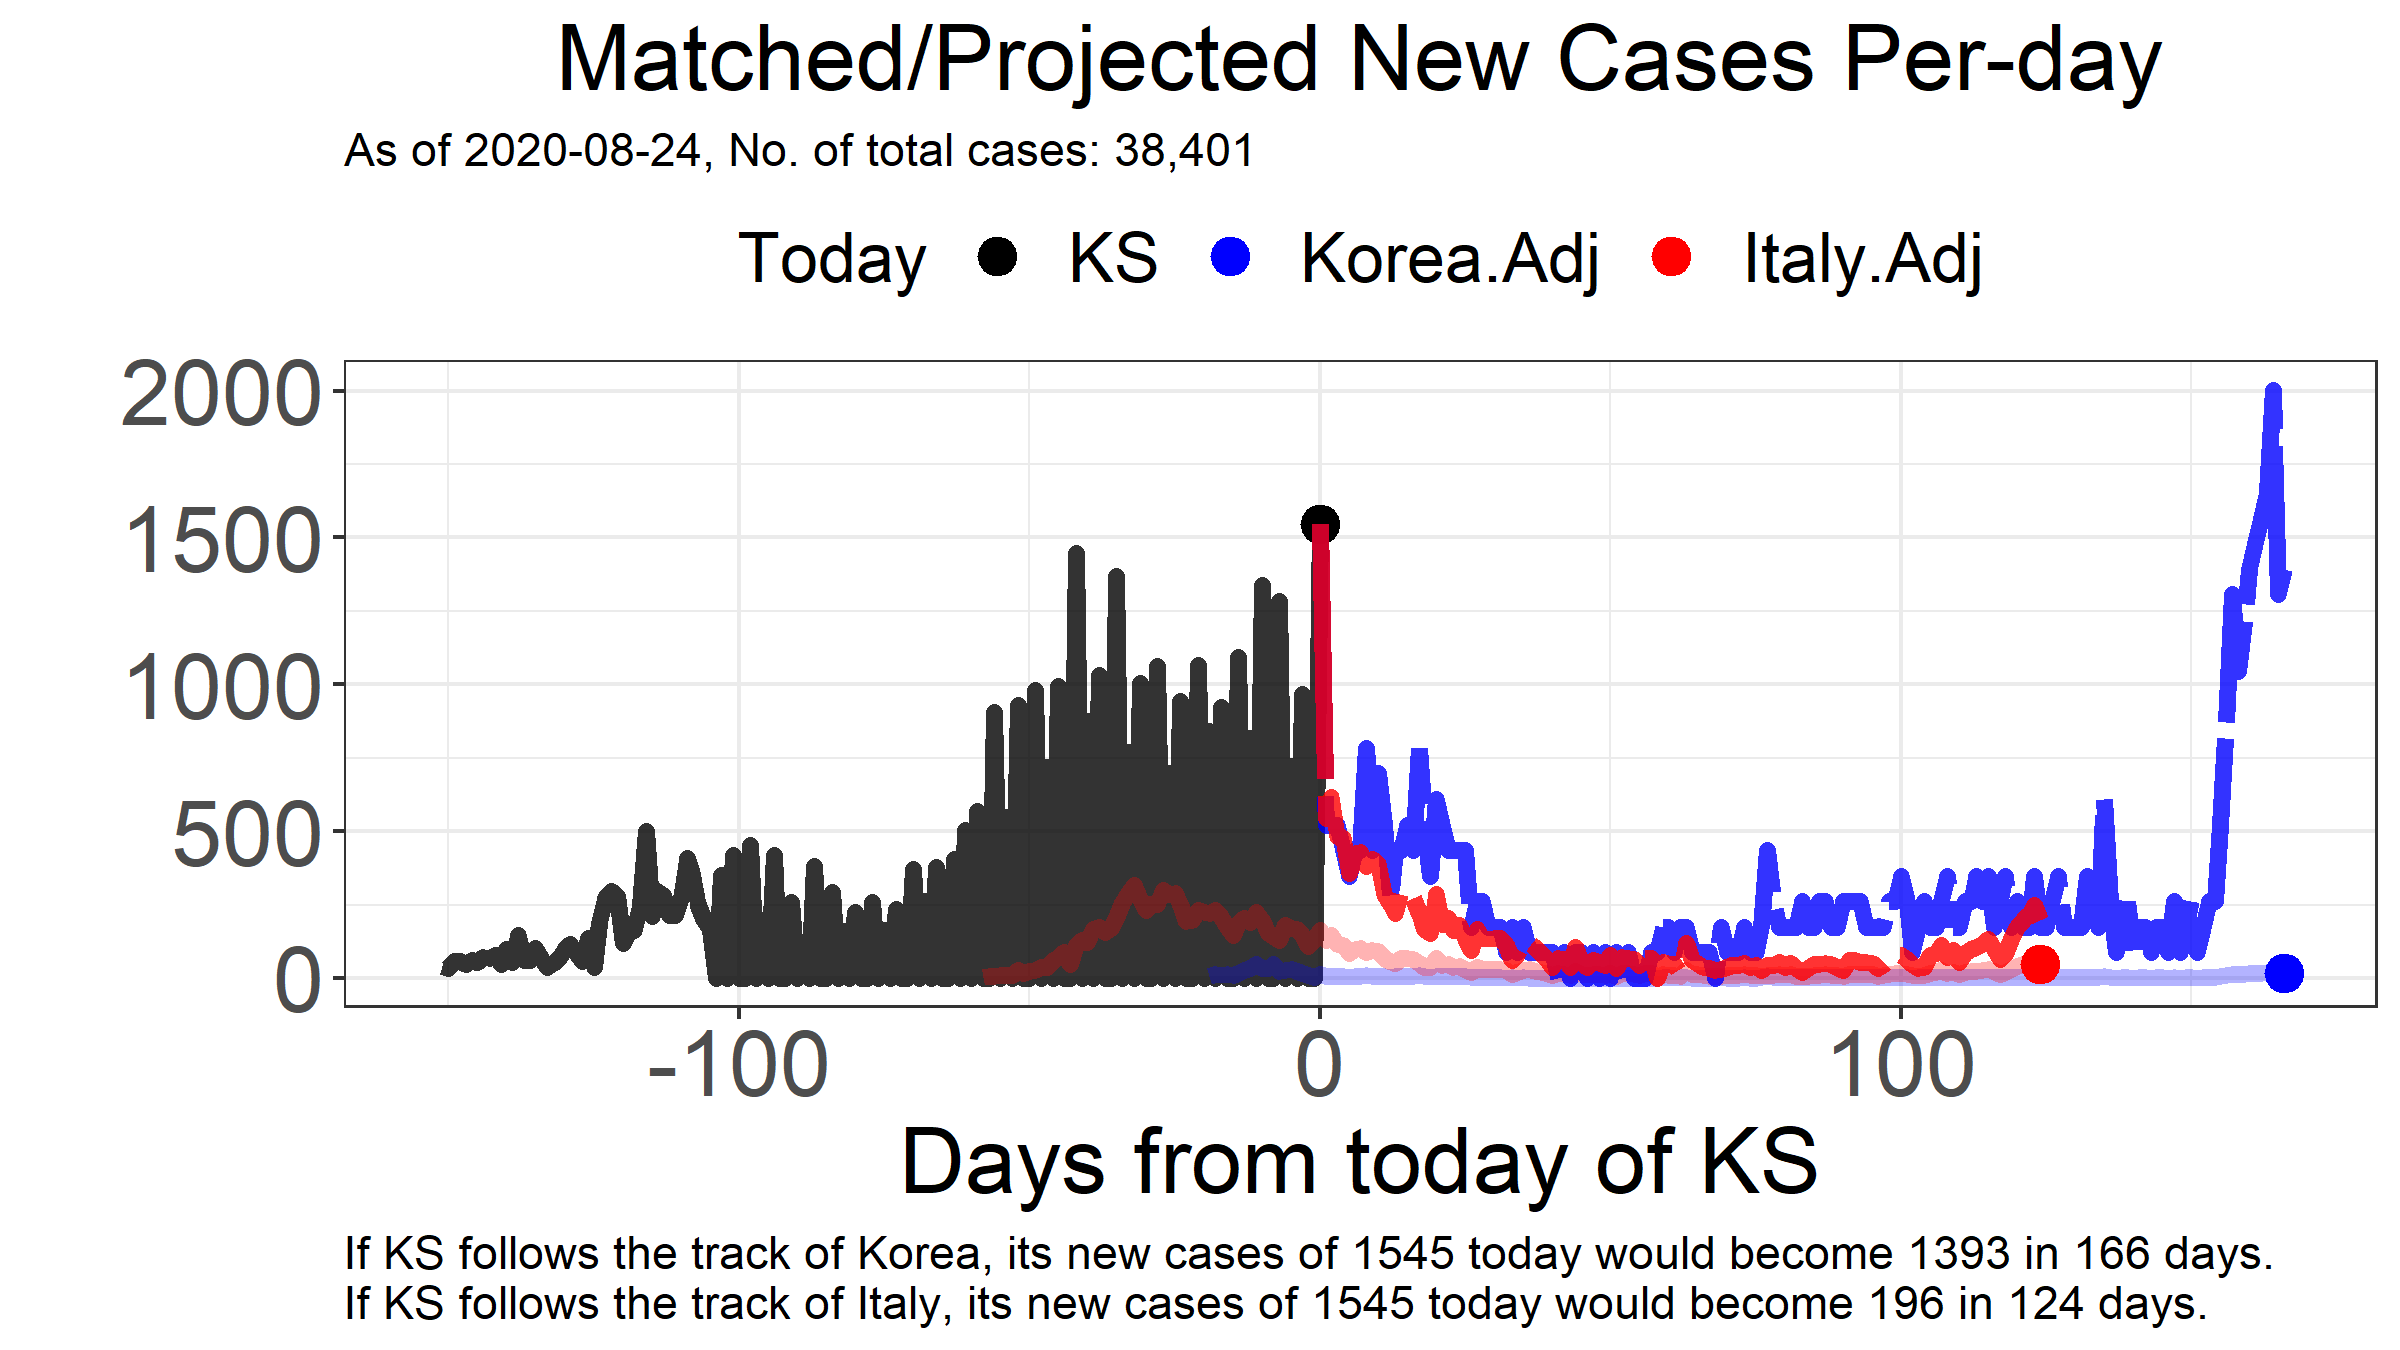 Matched/Projected New Cases Per-day
As of 2020-08-24, No. of total cases: 38,401
Today KS Korea.Adj Italy.Adj
2000
1500
1000
500
0
-100 0 100
Days from today of KS
If KS follows the track of Korea, its new cases of 1545 today would become 1393 in 166 days.
If KS follows the track of Italy, its new cases of 1545 today would become 196 in 124 days.